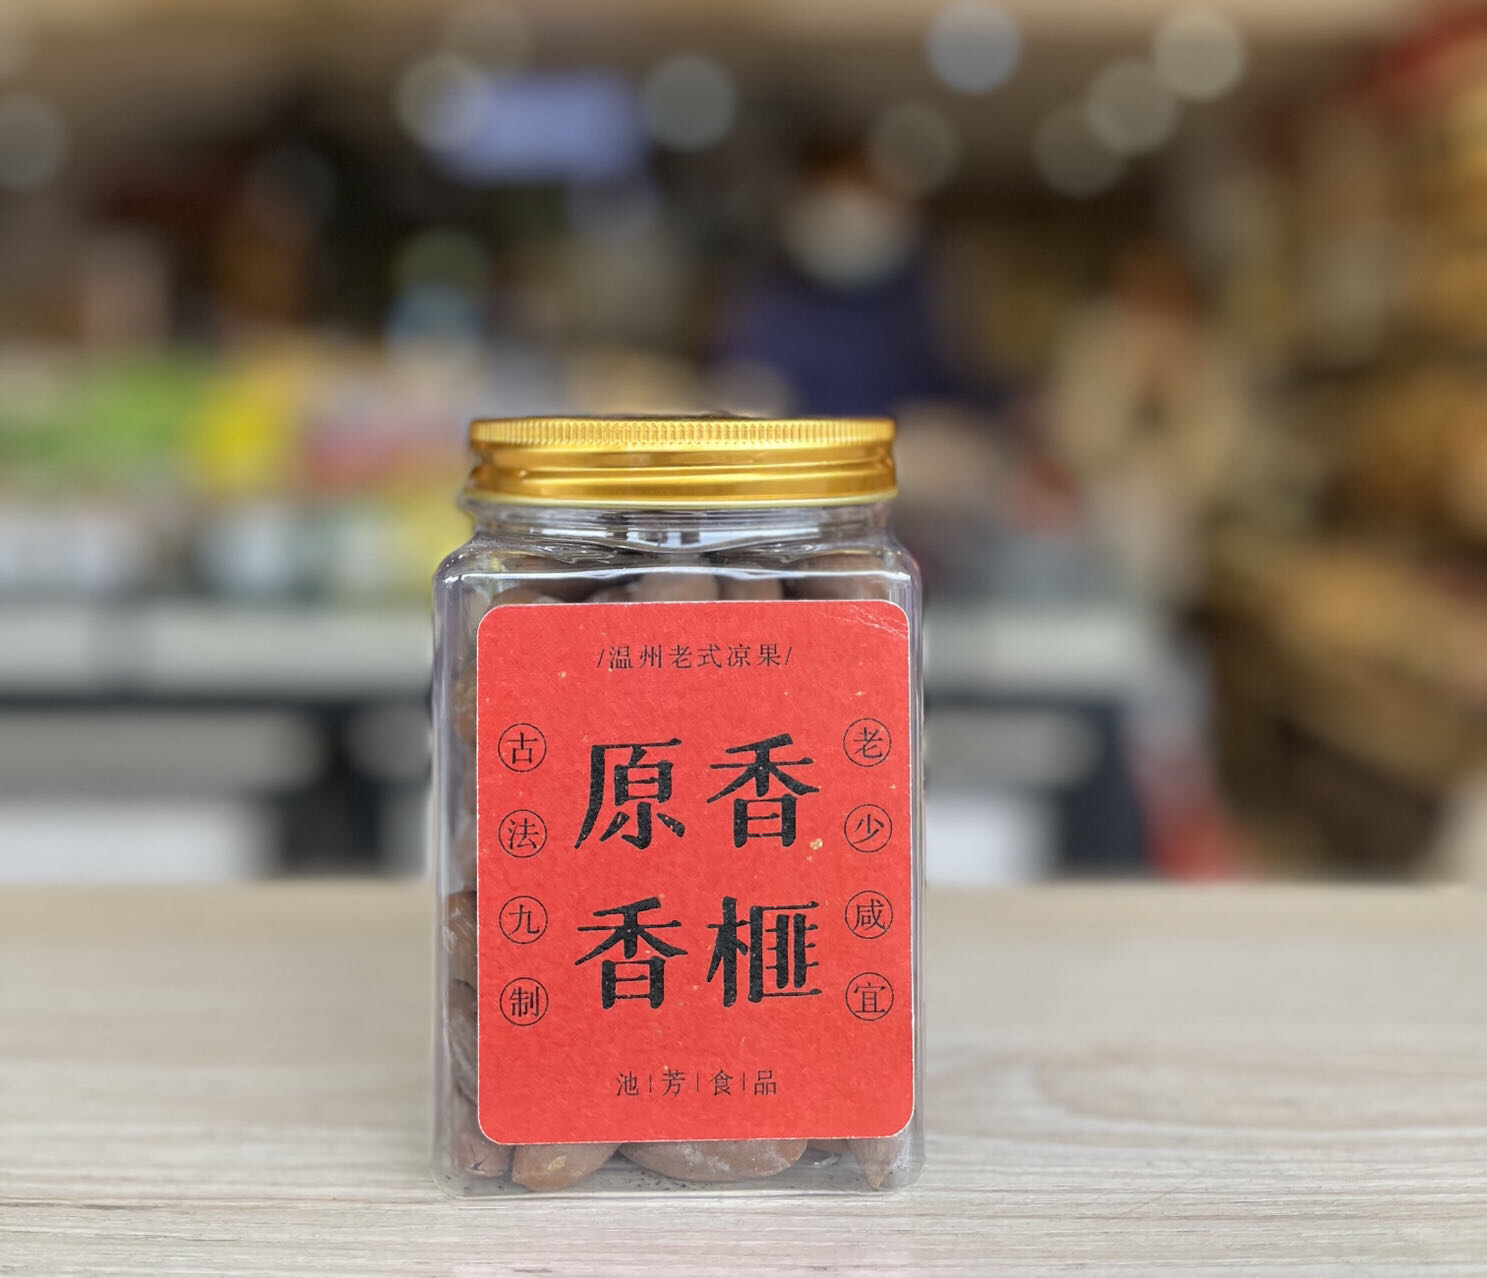 /温州老式凉果/
原香
香榧
古法九制
老少咸宜
池|芳|食|品